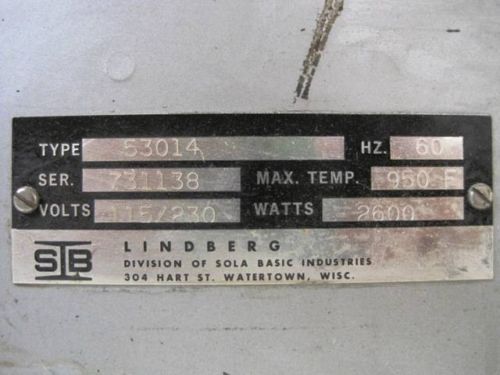 TYPE 53014 HZ. 60
SER. 731138 MAX. TEMP. 950 F
VOLTS 115/230 WATTS 2600
STB LINDBERG
DIVISION OF SOLA BASIC INDUSTRIES
304 HART ST. WATERTOWN, WISC.